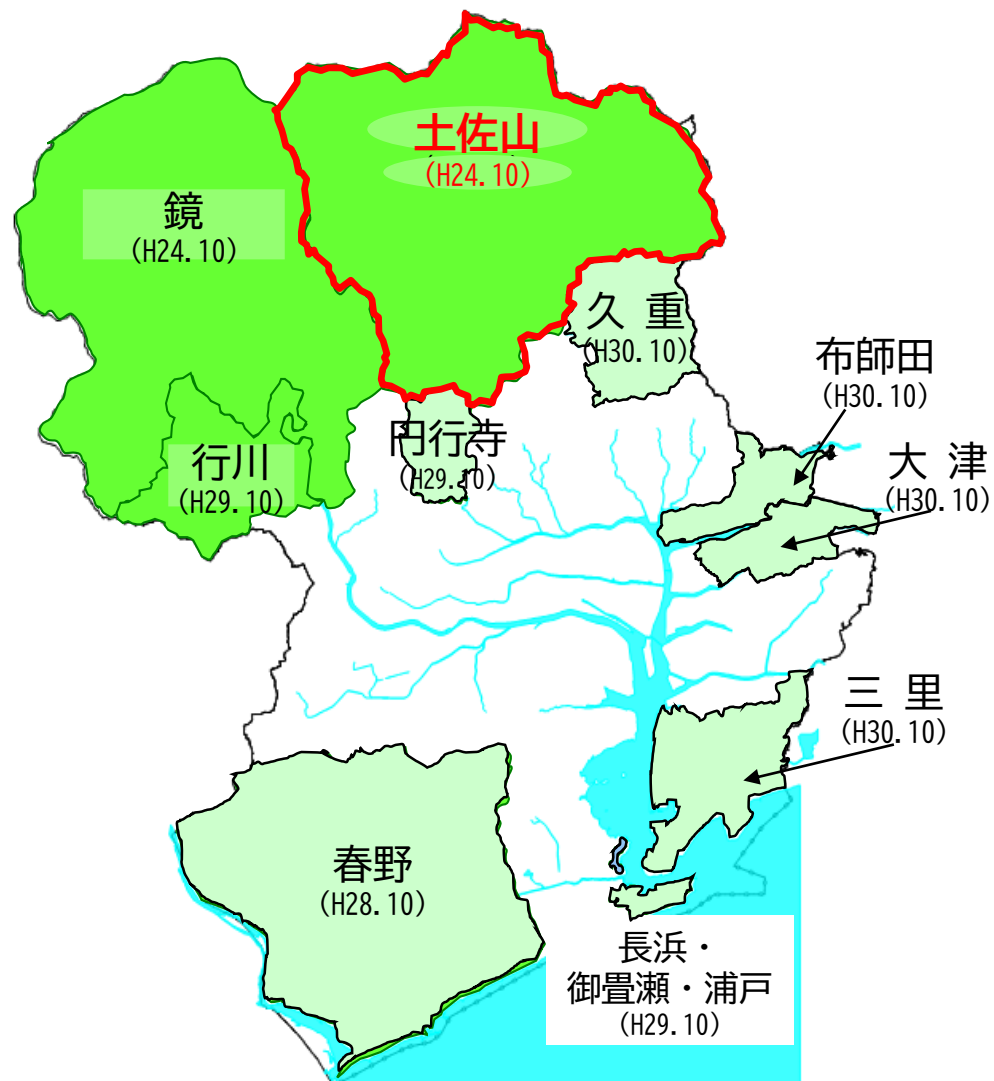 土佐山
(H24.10)
鏡
(H24.10)
久 重
(H30.10)
布師田
(H30.10)
円行寺
(H29.10)
行川
(H29.10)
大 津
(H30.10)
三 里
(H30.10)
春野
(H28.10)
長浜・
御畳瀬・浦戸
(H29.10)